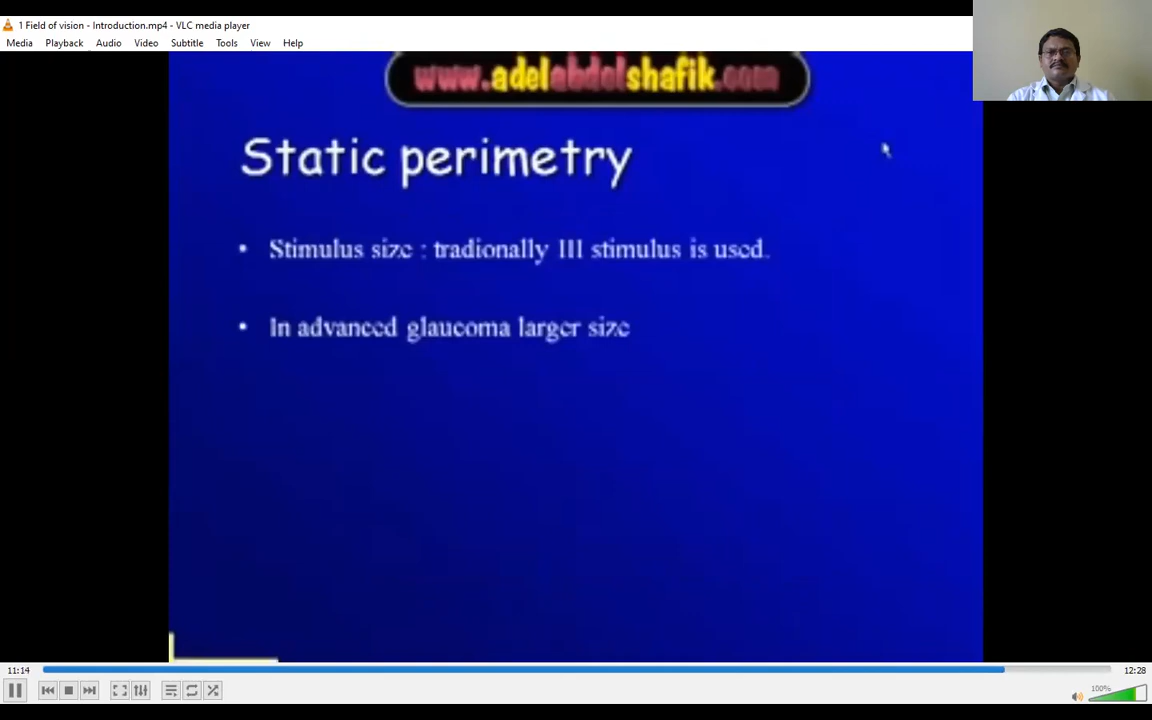 1 Field of vision - Introduction.mp4 - VLC media player
Media Playback Audio Video Subtitle Tools View Help
www.adelabdelshafik.com
Static perimetry
• Stimulus size : tradionally III stimulus is used.
• In advanced glaucoma larger size
11:14
12:28
100%